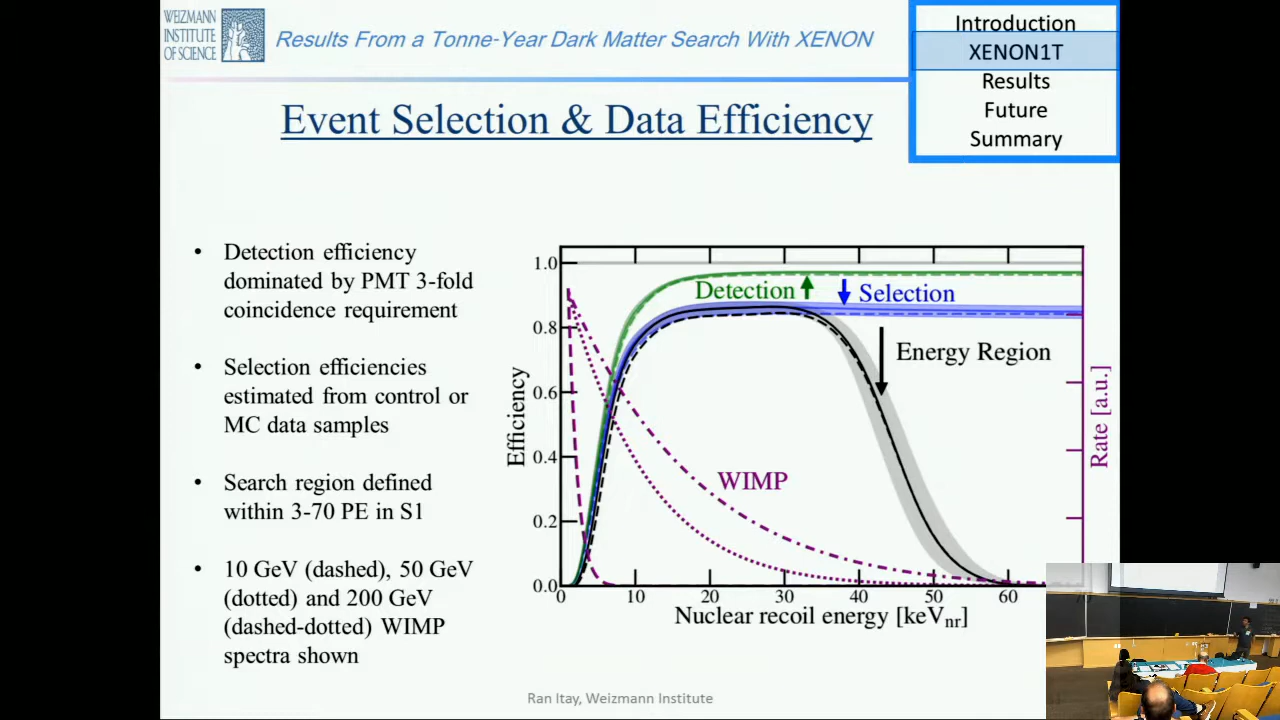 WEIZMANN
INSTITUTE
OF SCIENCE
Results From a Tonne-Year Dark Matter Search With XENON
Introduction
XENON1T
Results
Future
Summary
Event Selection & Data Efficiency
• Detection efficiency
dominated by PMT 3-fold
coincidence requirement
• Selection efficiencies
estimated from control or
MC data samples
• Search region defined
within 3-70 PE in S1
• 10 GeV (dashed), 50 GeV
(dotted) and 200 GeV
(dashed-dotted) WIMP
spectra shown
Efficiency
1.0
0.8
0.6
0.4
0.2
0.0
Detection
Selection
Energy Region
WIMP
Rate [a.u.]
0 10 20 30 40 50 60
Nuclear recoil energy [keVnr]
Ran Itay, Weizmann Institute